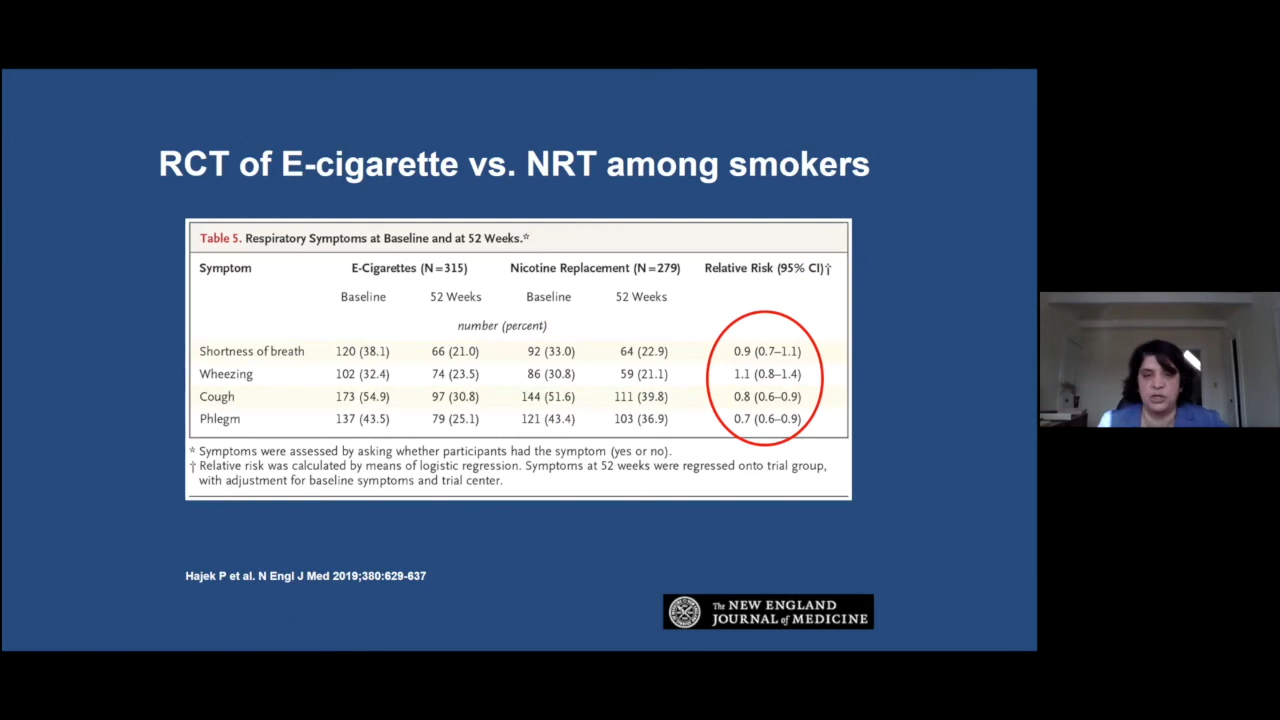 RCT of E-cigarette vs. NRT among smokers
Table 5. Respiratory Symptoms at Baseline and at 52 Weeks.*
Symptom E-Cigarettes (N=315) Nicotine Replacement (N=279) Relative Risk (95% CI)†
Baseline 52 Weeks Baseline 52 Weeks
number (percent)
Shortness of breath 120 (38.1) 66 (21.0) 92 (33.0) 64 (22.9) 0.9 (0.7–1.1)
Wheezing 102 (32.4) 74 (23.5) 86 (30.8) 59 (21.1) 1.1 (0.8–1.4)
Cough 173 (54.9) 97 (30.8) 144 (51.6) 111 (39.8) 0.8 (0.6–0.9)
Phlegm 137 (43.5) 79 (25.1) 121 (43.4) 103 (36.9) 0.7 (0.6–0.9)
* Symptoms were assessed by asking whether participants had the symptom (yes or no).
† Relative risk was calculated by means of logistic regression. Symptoms at 52 weeks were regressed onto trial group,
with adjustment for baseline symptoms and trial center.
Hajek P et al. N Engl J Med 2019;380:629-637
The NEW ENGLAND
JOURNAL of MEDICINE